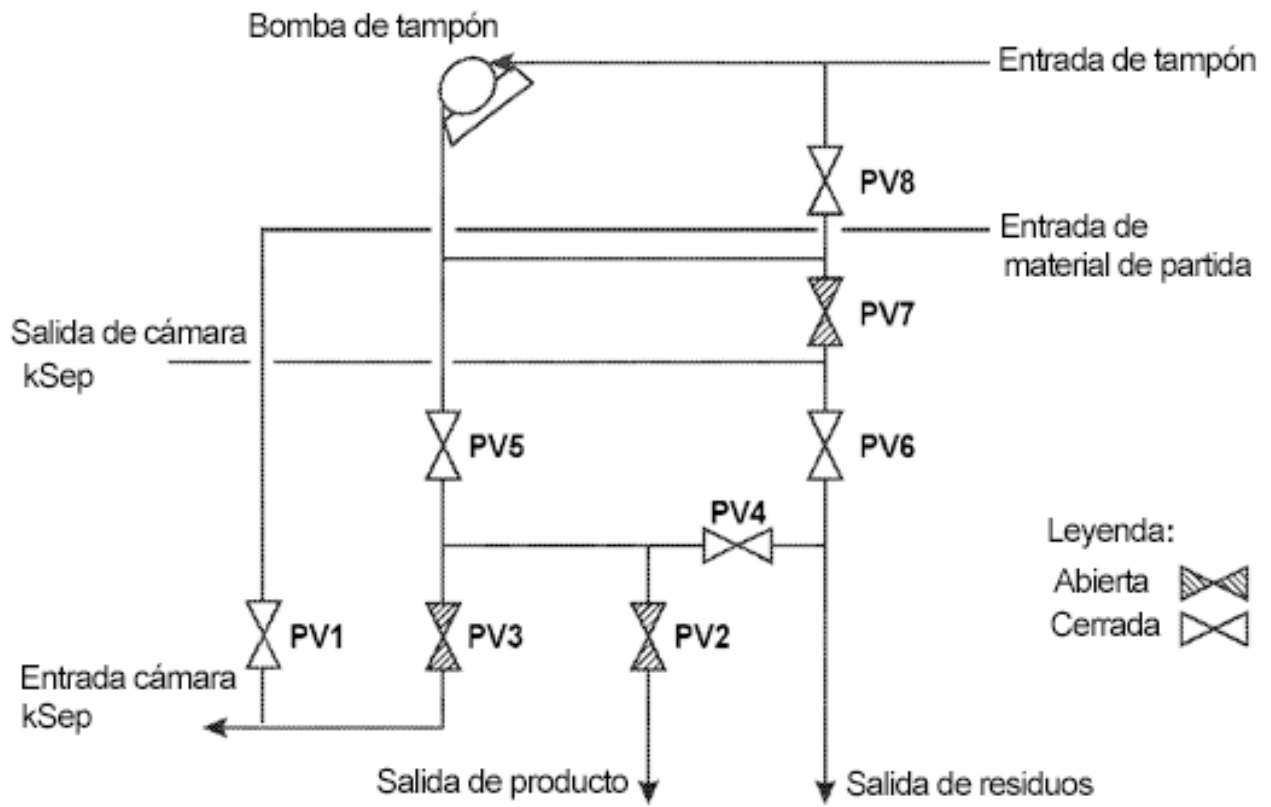 Bomba de tampón
Entrada de tampón
PV8
Entrada de
material de partida
PV7
Salida de cámara
kSep
PV5
PV6
PV4
Leyenda:
Abierta
Cerrada
PV1
PV3
PV2
Entrada cámara
kSep
Salida de producto
Salida de residuos